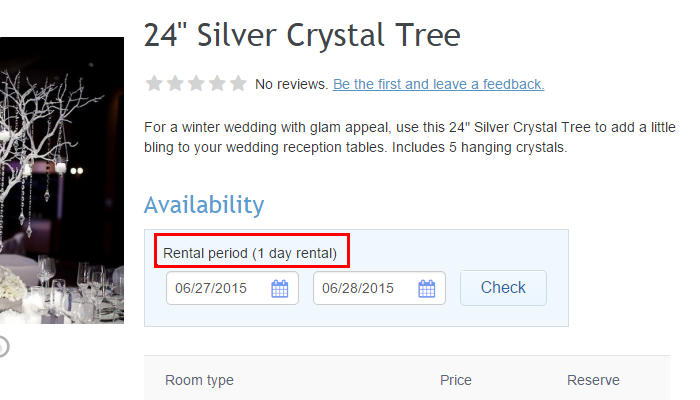 24" Silver Crystal Tree
No reviews. Be the first and leave a feedback.
For a winter wedding with glam appeal, use this 24" Silver Crystal Tree to add a little
bling to your wedding reception tables. Includes 5 hanging crystals.
Availability
Rental period (1 day rental)
06/27/2015 06/28/2015 Check
Room type Price Reserve